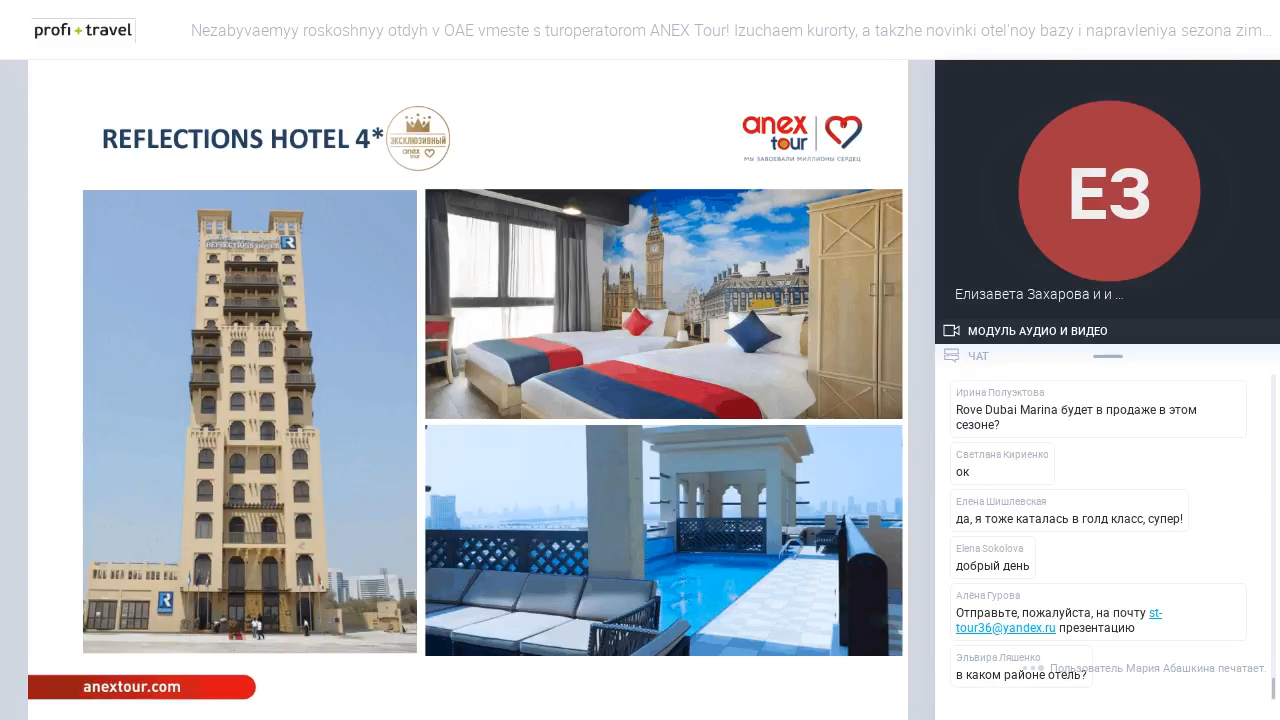 profi + travel
Nezabyvaemyy roskoshnyy otdyh v OAE vmeste s turoperatorom ANEX Tour! Izuchaem kurorty, a takzhe novinki otel'noy bazy i napravleniya sezona zim...
REFLECTIONS HOTEL 4*
ЭКСКЛЮЗИВНЫЙ
anex
tour
anex
tour
МЫ ЗАВОЕВАЛИ МИЛЛИОНЫ СЕРДЕЦ
REFLECTIONS HOTEL R
R
anextour.com
ЕЗ
Елизавета Захарова и и ...
МОДУЛЬ АУДИО И ВИДЕО
ЧАТ
Ирина Полуэктова
Rove Dubai Marina будет в продаже в этом
сезоне?
Светлана Кириенко
ок
Елена Шишлевская
да, я тоже каталась в голд класс, супер!
Elena Sokolova
добрый день
Алёна Гурова
Отправьте, пожалуйста, на почту st-
tour36@yandex.ru презентацию
Эльвира Ляшенко
в каком районе отель?
Пользователь Мария Абашкина печатает.